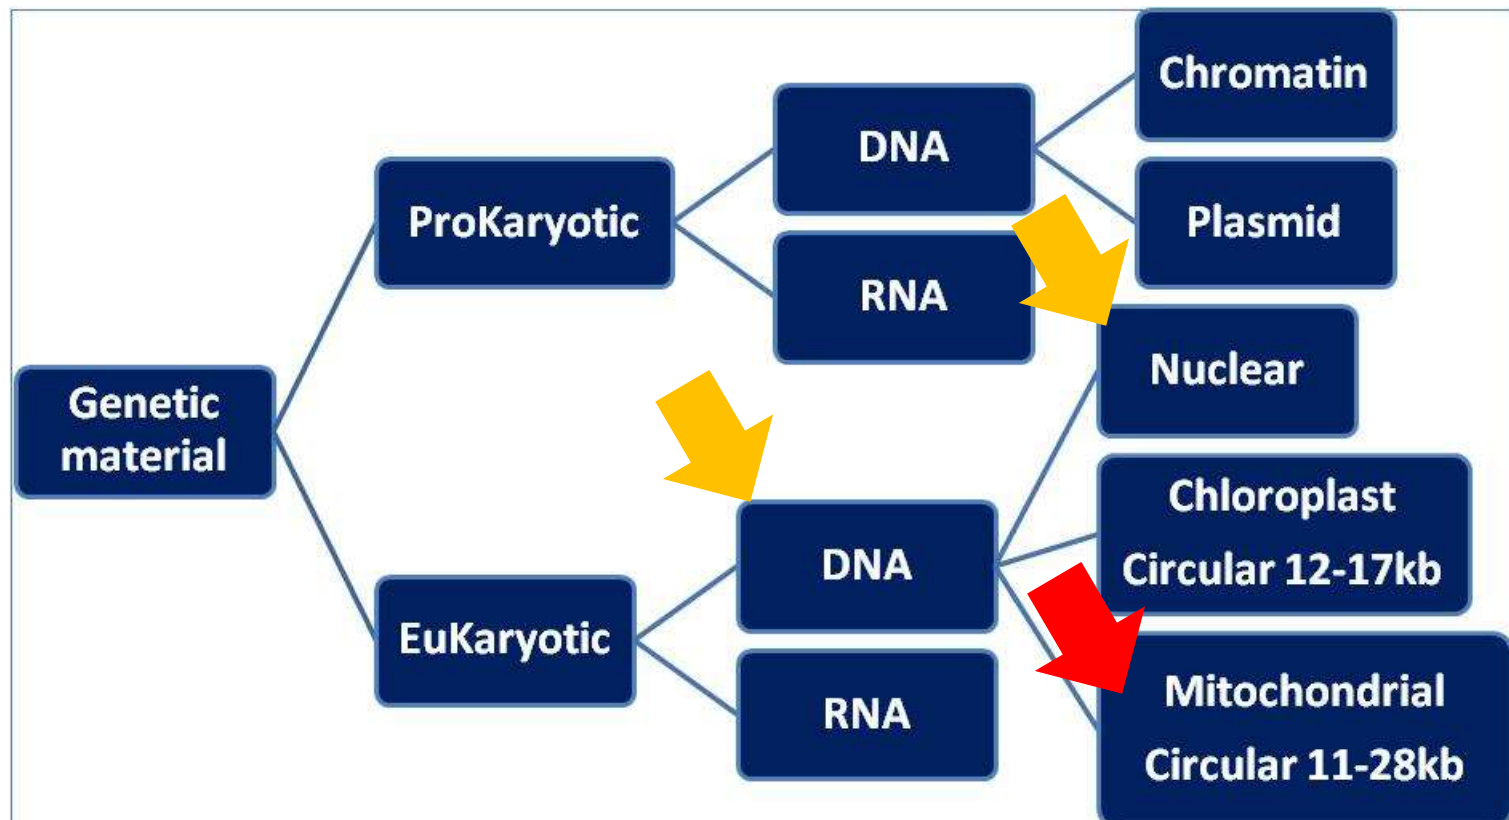 Genetic
material
ProKaryotic
DNA
Chromatin
Plasmid
RNA
EuKaryotic
DNA
Nuclear
Chloroplast
Circular 12-17kb
Mitochondrial
Circular 11-28kb
RNA